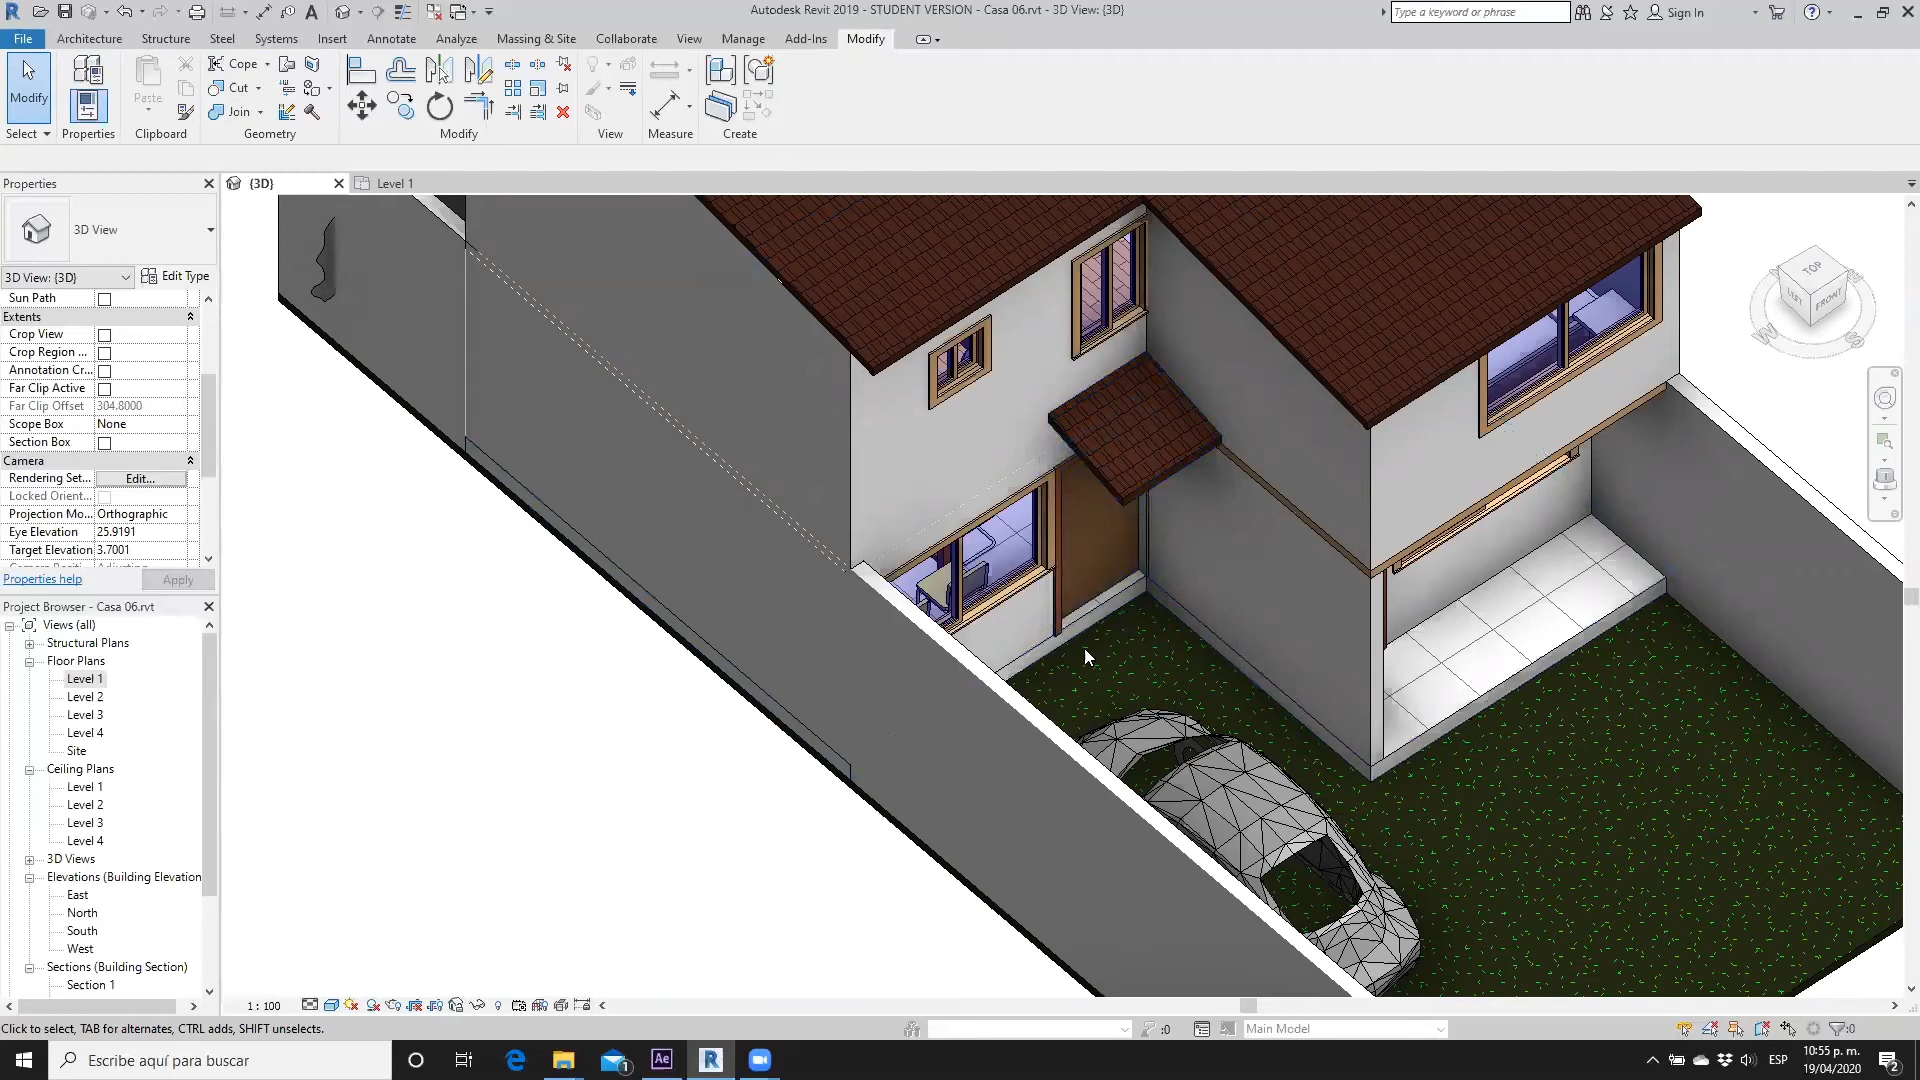 Autodesk Revit 2019 - STUDENT VERSION - Casa 06.rvt - 3D View: {3D}
Type a keyword or phrase
Sign In
File Architecture Structure Steel Systems Insert Annotate Analyze Massing & Site Collaborate View Manage Add-Ins Modify
Modify
Paste
Cope
Cut
Join
Select Properties Clipboard Geometry Modify View Measure Create
Properties
{3D} Level 1
3D View
3D View: {3D} Edit Type
Sun Path
Extents
Crop View
Crop Region ...
Annotation Cr...
Far Clip Active
Far Clip Offset 304.8000
Scope Box None
Section Box
Camera
Rendering Set... Edit...
Locked Orient...
Projection Mo... Orthographic
Eye Elevation 25.9191
Target Elevation 3.7001
Properties help Apply
Project Browser - Casa 06.rvt
Views (all)
Structural Plans
Floor Plans
Level 1
Level 2
Level 3
Level 4
Site
Ceiling Plans
Level 1
Level 2
Level 3
Level 4
3D Views
Elevations (Building Elevation
East
North
South
West
Sections (Building Section)
Section 1
TOP
LEFT FRONT
W S
1 : 100
Click to select, TAB for alternates, CTRL adds, SHIFT unselects.
:0
Main Model
:0
Escribe aquí para buscar
1
Ae
R
ESP
10:55 p. m.
19/04/2020
2